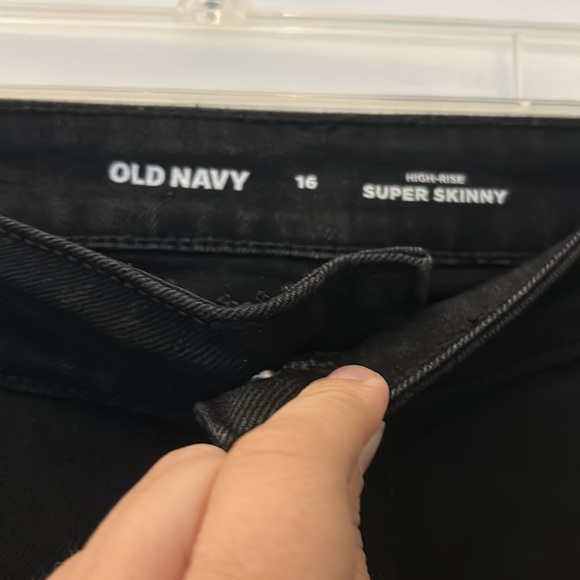 OLD NAVY
16
HIGH-RISE
SUPER SKINNY